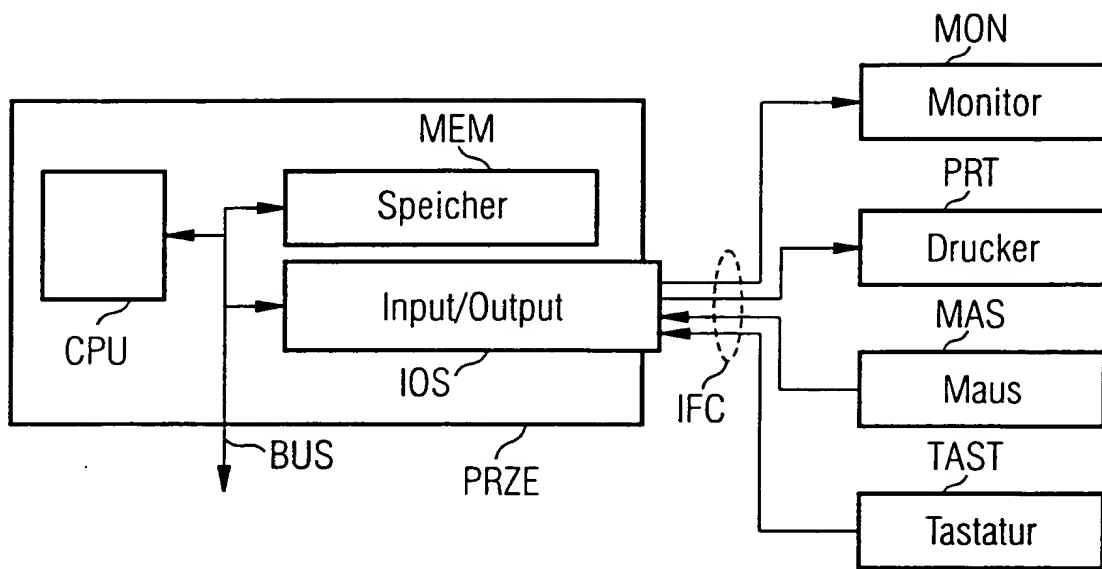 MON
Monitor
MEM
Speicher
PRT
Drucker
CPU
Input/Output
IOS
IFC
MAS
Maus
BUS
PRZE
TAST
Tastatur